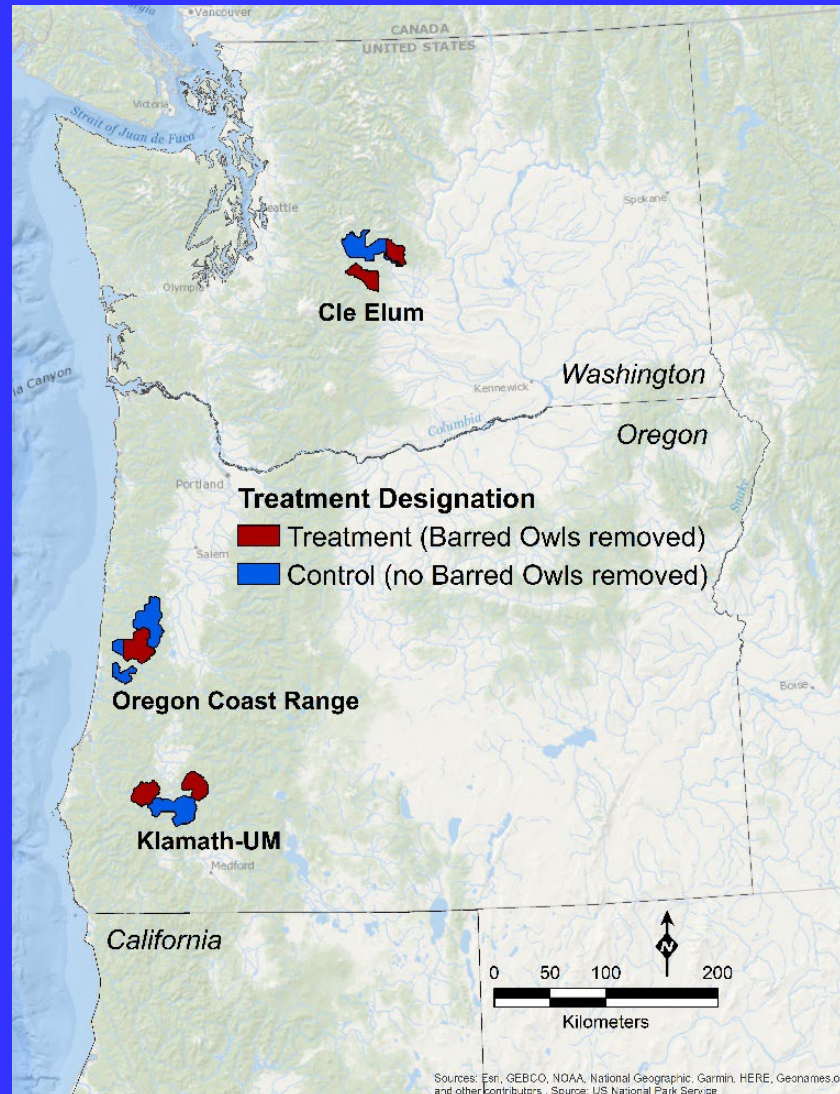 Vancouver
CANADA
UNITED STATES
Victoria
Strait of Juan de Fuca
Seattle
Spokane
Olympia
Cle Elum
Canyon
Kennewick
Washington
Columbia
Oregon
Portland
Treatment Designation
Treatment (Barred Owls removed)
Control (no Barred Owls removed)
Snake
Salem
Boise
Oregon Coast Range
Klamath-UM
Medford
California
N
0 50 100 200
Kilometers
Sources: Esri, GEBCO, NOAA, National Geographic, Garmin, HERE, Geonames.o
and other contributors., Source: US National Park Service